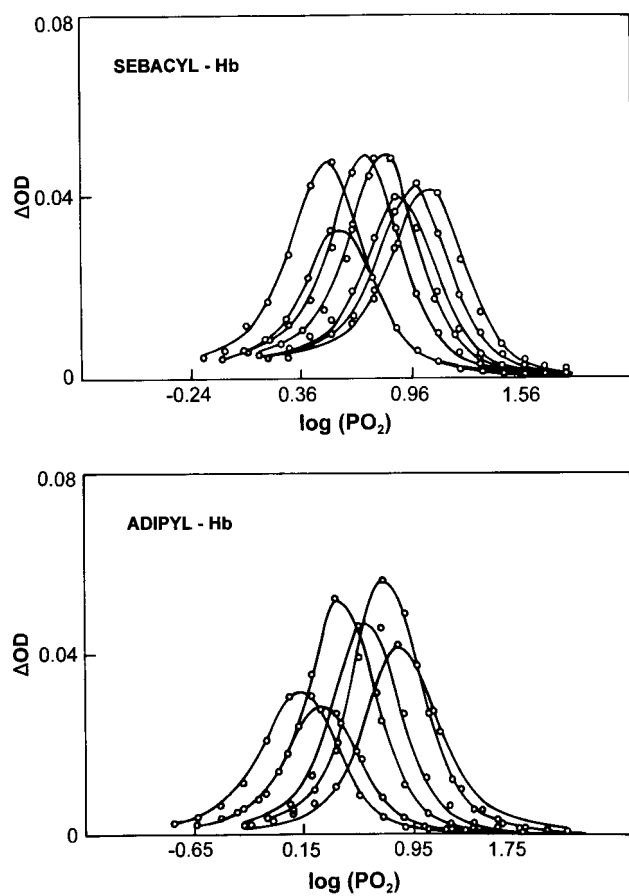 0.08
SEBACYL - Hb
ΔOD
0.04
0
-0.24 0.36 0.96 1.56
log (PO₂)
0.08
ADIPYL - Hb
ΔOD
0.04
0
-0.65 0.15 0.95 1.75
log (PO₂)